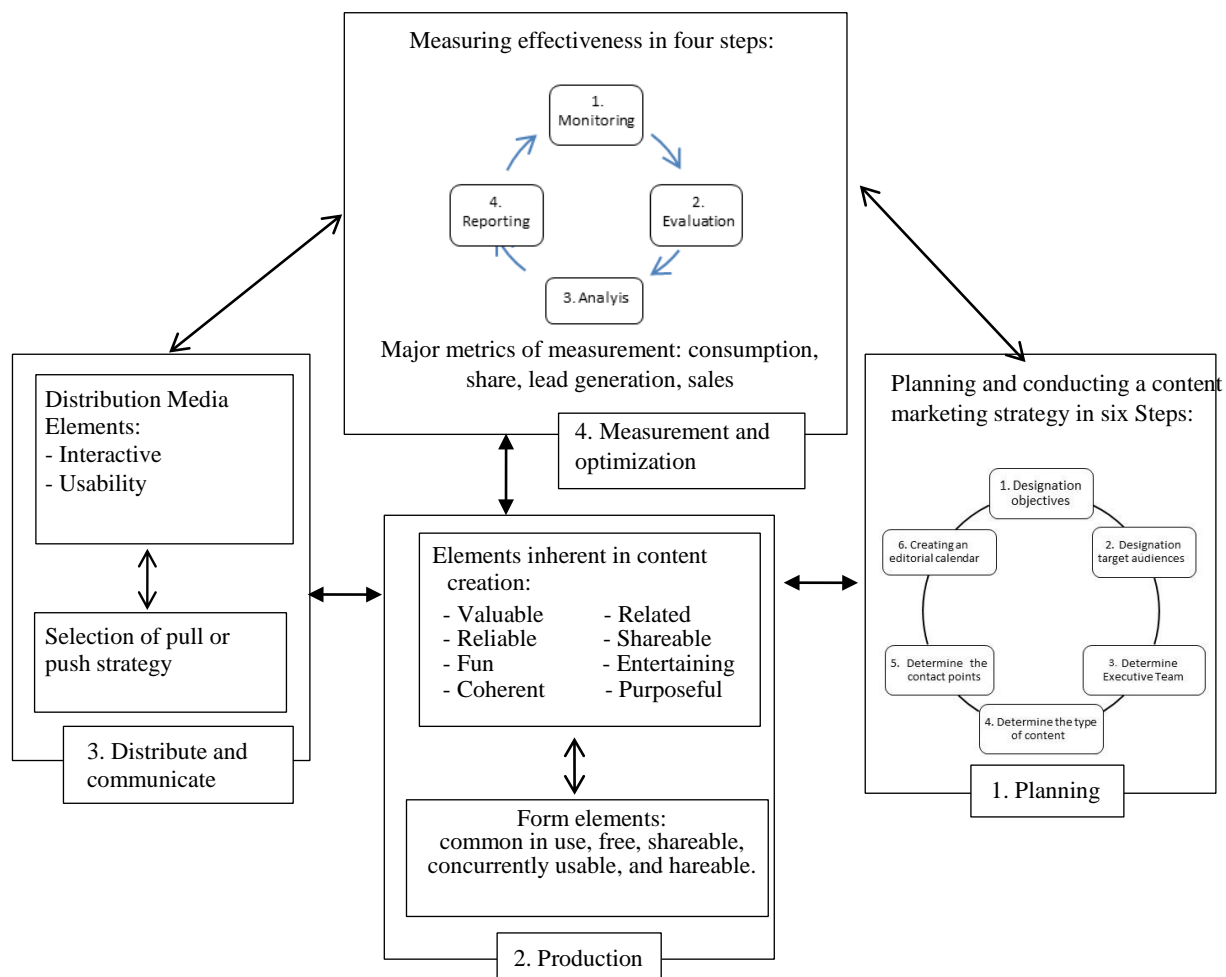 Measuring effectiveness in four steps:
1.
Monitoring
2.
Evaluation
3. Analyis
4.
Reporting
Major metrics of measurement: consumption,
share, lead generation, sales
4. Measurement and
optimization
Distribution Media
Elements:
- Interactive
- Usability
Selection of pull or
push strategy
3. Distribute and
communicate
Elements inherent in content
creation:
- Valuable - Related
- Reliable - Shareable
- Fun - Entertaining
- Coherent - Purposeful
Form elements:
common in use, free, shareable,
concurrently usable, and hareable.
2. Production
Planning and conducting a content
marketing strategy in six Steps:
1. Designation
objectives
2. Designation
target audiences
3. Determine
Executive Team
4. Determine the type
of content
5. Determine the
contact points
6. Creating an
editorial calendar
1. Planning